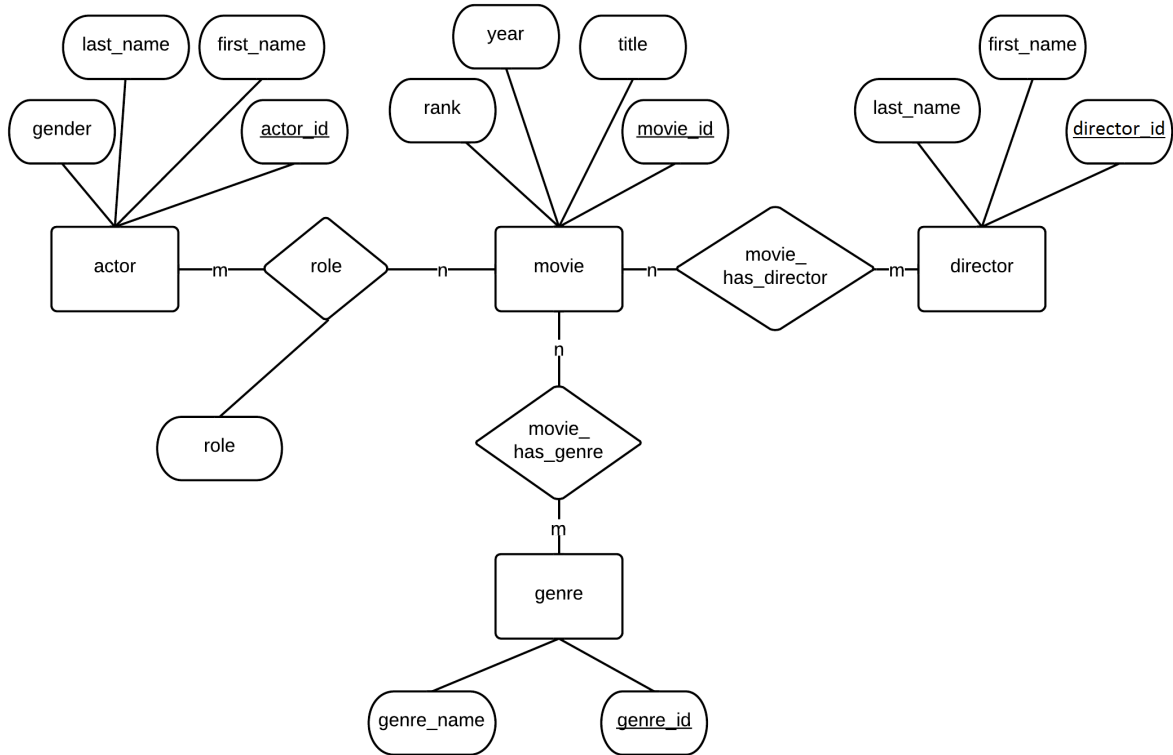 last_name
first_name
gender
actor_id
year
title
rank
movie_id
first_name
last_name
director_id
actor
m
role
n
movie
n
movie_
has_director
m
director
n
role
movie_
has_genre
m
genre
genre_name
genre_id